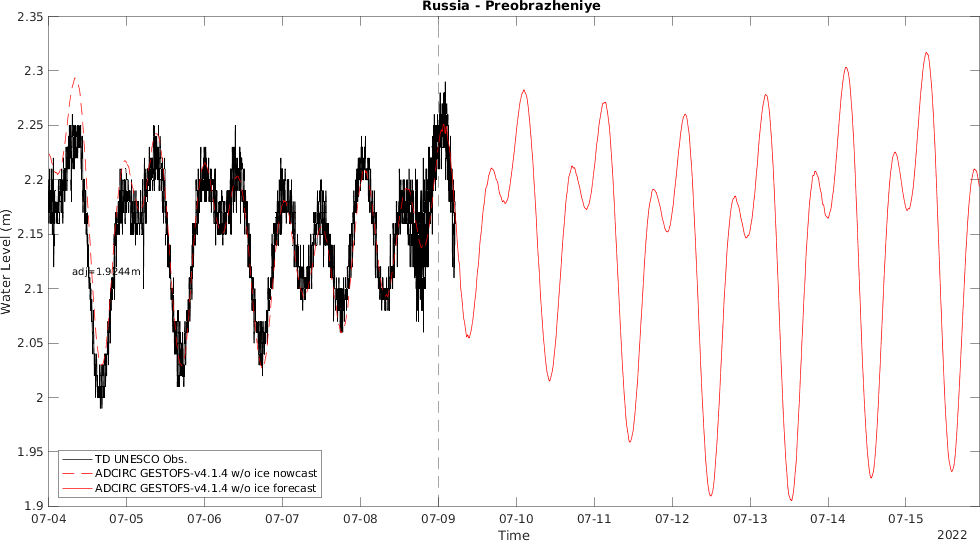 Russia - Preobrazheniye
2.35
2.3
2.25
2.2
2.15
2.1
2.05
2
1.95
1.9
Water Level (m)
adj=1.9244m
TD UNESCO Obs.
ADCIRC GESTOFS-v4.1.4 w/o ice nowcast
ADCIRC GESTOFS-v4.1.4 w/o ice forecast
07-04 07-05 07-06 07-07 07-08 07-09 07-10 07-11 07-12 07-13 07-14 07-15
Time
2022